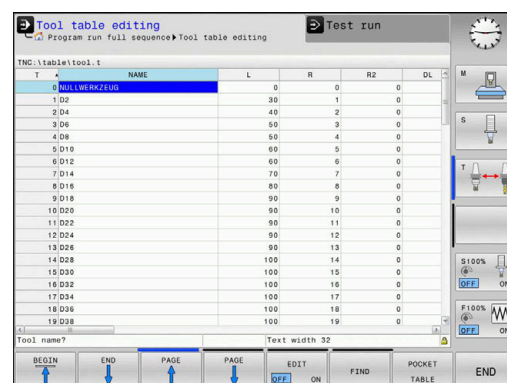 Tool table editing
Test run
Program run full sequence Tool table editing
TNC:\table\tool.t
T NAME L R R2 DL
0 NULLWERKZEUG 0 0 0
1 D2 30 1 0
2 D4 40 2 0
3 D6 50 3 0
4 D8 50 4 0
5 D10 60 5 0
6 D12 60 6 0
7 D14 70 7 0
8 D16 80 8 0
9 D18 90 9 0
10 D20 90 10 0
11 D22 90 11 0
12 D24 90 12 0
13 D26 90 13 0
14 D28 100 14 0
15 D30 100 15 0
16 D32 100 16 0
17 D34 100 17 0
18 D36 100 18 0
19 D38 100 19 0
Tool name? Text width 32
M
S
T
S100%
OFF ON
F100%
OFF ON
BEGIN
END
PAGE
PAGE
EDIT
OFF ON
FIND
POCKET
TABLE
END